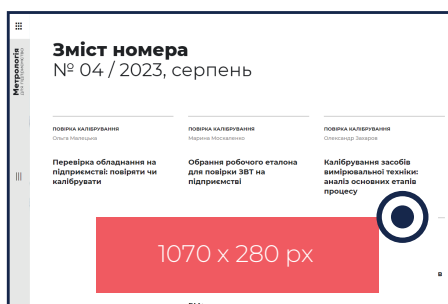 Метрологія
для підприємства
Зміст номера
№ 04 / 2023, серпень
ПОВІРКА КАЛІБРУВАННЯ
Ольга Малецька
Перевірка обладнання на
підприємстві: повіряти чи
калібрувати
ПОВІРКА КАЛІБРУВАННЯ
Марина Москаленко
Обрання робочого еталона
для повірки ЗВТ на
підприємстві
ПОВІРКА КАЛІБРУВАННЯ
Олександр Захаров
Калібрування засобів
вимірювальної техніки:
аналіз основних етапів
процесу
1070 x 280 px